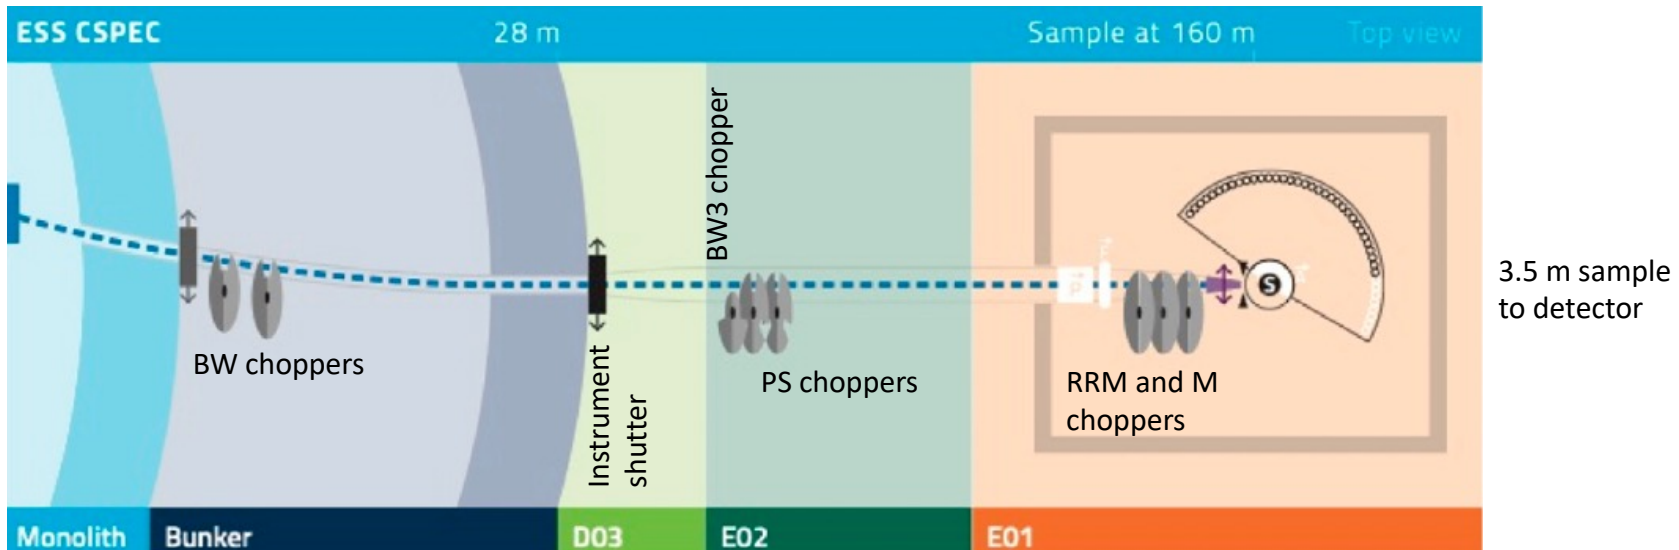 ESS CSPEC
28 m
Sample at 160 m
Top view
BW3 chopper
BW choppers
Instrument
shutter
PS choppers
RRM and M
choppers
S
3.5 m sample
to detector
Monolith
Bunker
D03
E02
E01